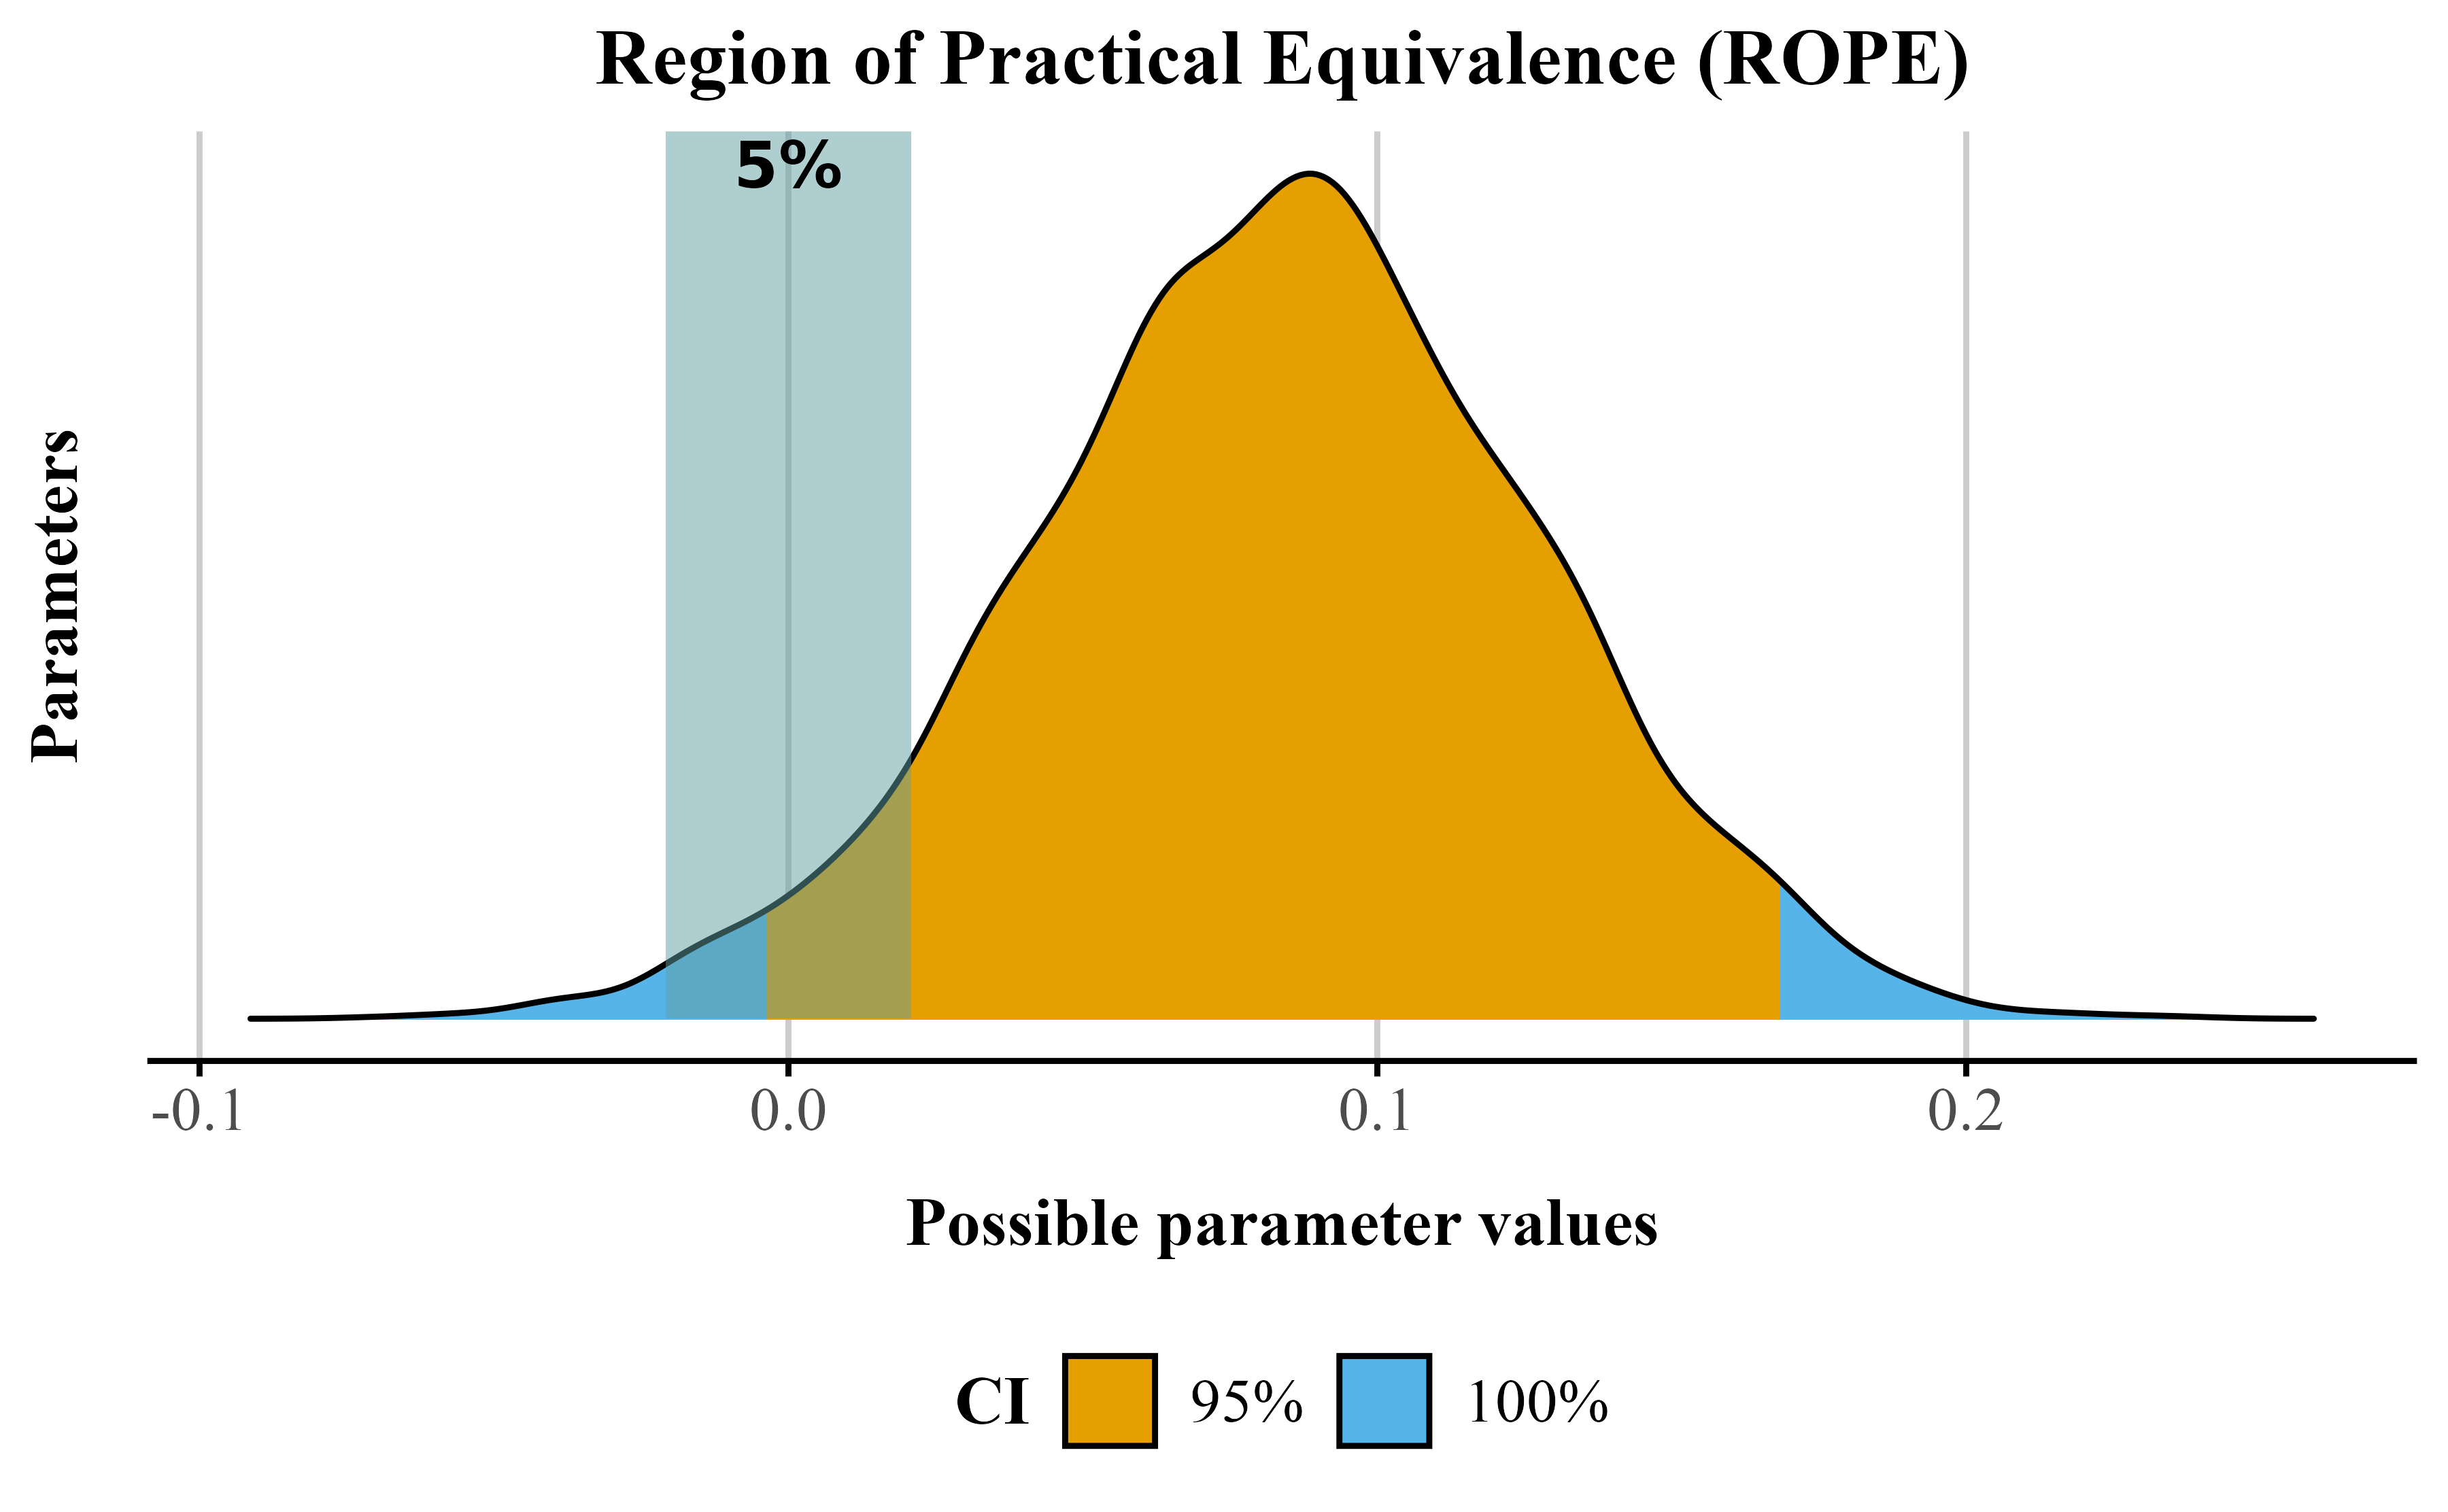 Region of Practical Equivalence (ROPE)
5%
Parameters
-0.1 0.0 0.1 0.2
Possible parameter values
CI 95% 100%